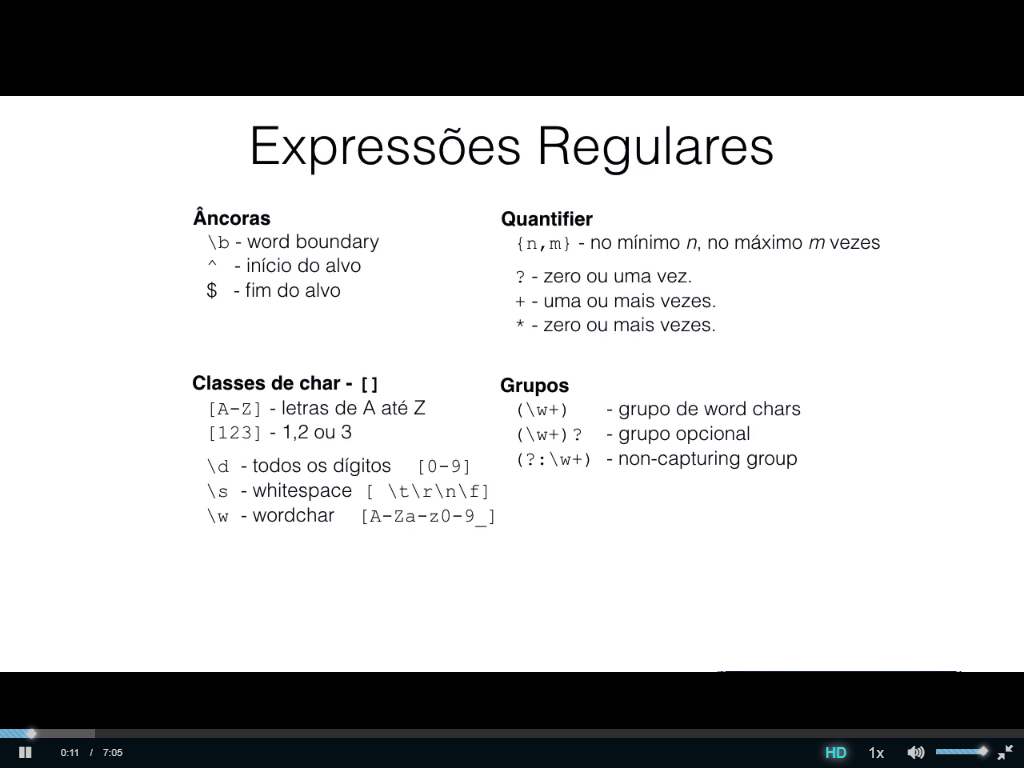 Expressões Regulares
Âncoras
\b - word boundary
^ - início do alvo
$ - fim do alvo
Quantifier
{n,m} - no mínimo n, no máximo m vezes
? - zero ou uma vez.
+ - uma ou mais vezes.
* - zero ou mais vezes.
Classes de char - []
[A-Z] - letras de A até Z
[123] - 1,2 ou 3
\d - todos os dígitos [0-9]
\s - whitespace [ \t\r\n\f]
\w - wordchar [A-Za-z0-9_]
Grupos
(\w+) - grupo de word chars
(\w+)? - grupo opcional
(?:\w+) - non-capturing group
0:11 / 7:05 HD 1x